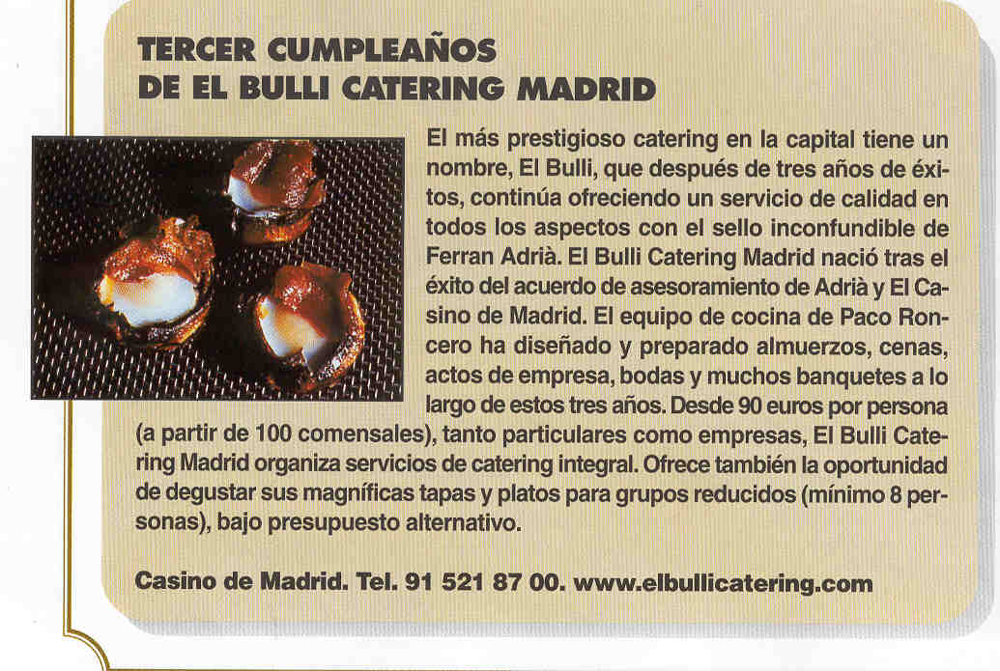 TERCER CUMPLEAÑOS
DE EL BULLI CATERING MADRID
El más prestigioso catering en la capital tiene un
nombre, El Bulli, que después de tres años de éxi-
tos, continúa ofreciendo un servicio de calidad en
todos los aspectos con el sello inconfundible de
Ferran Adrià. El Bulli Catering Madrid nació tras el
éxito del acuerdo de asesoramiento de Adrià y El Ca-
sino de Madrid. El equipo de cocina de Paco Ron-
cero ha diseñado y preparado almuerzos, cenas,
actos de empresa, bodas y muchos banquetes a lo
largo de estos tres años. Desde 90 euros por persona
(a partir de 100 comensales), tanto particulares como empresas, El Bulli Cate-
ring Madrid organiza servicios de catering integral. Ofrece también la oportunidad
de degustar sus magníficas tapas y platos para grupos reducidos (mínimo 8 per-
sonas), bajo presupuesto alternativo.
Casino de Madrid. Tel. 91 521 87 00. www.elbullicatering.com